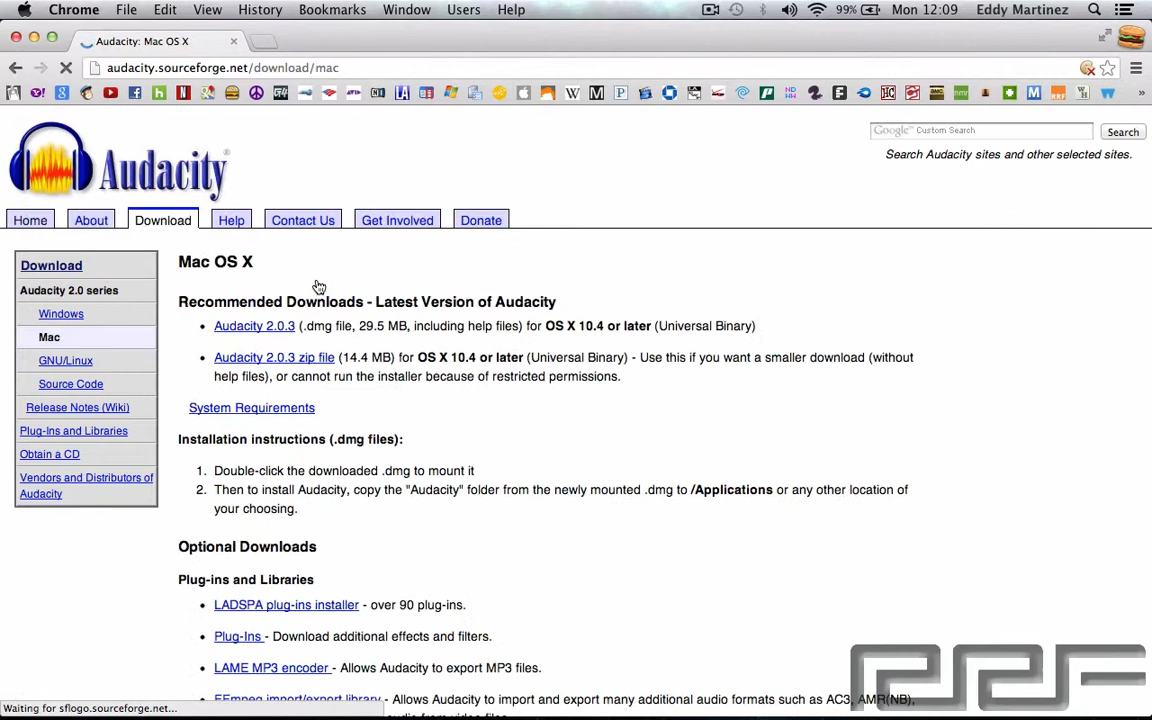 Chrome File Edit View History Bookmarks Window Users Help 99% Mon 12:09 Eddy Martinez
Audacity: Mac OS X
audacity.sourceforge.net/download/mac
Google™ Custom Search Search
Audacity®
Search Audacity sites and other selected sites.
Home About Download Help Contact Us Get Involved Donate
Download
Audacity 2.0 series
Windows
Mac
GNU/Linux
Source Code
Release Notes (Wiki)
Plug-Ins and Libraries
Obtain a CD
Vendors and Distributors of
Audacity
Mac OS X
Recommended Downloads - Latest Version of Audacity
• Audacity 2.0.3 (.dmg file, 29.5 MB, including help files) for OS X 10.4 or later (Universal Binary)
• Audacity 2.0.3 zip file (14.4 MB) for OS X 10.4 or later (Universal Binary) - Use this if you want a smaller download (without
help files), or cannot run the installer because of restricted permissions.
System Requirements
Installation instructions (.dmg files):
1. Double-click the downloaded .dmg to mount it
2. Then to install Audacity, copy the "Audacity" folder from the newly mounted .dmg to /Applications or any other location of
your choosing.
Optional Downloads
Plug-ins and Libraries
• LADSPA plug-ins installer - over 90 plug-ins.
• Plug-Ins - Download additional effects and filters.
• LAME MP3 encoder - Allows Audacity to export MP3 files.
• FFmpeg import/export library - Allows Audacity to import and export many additional audio formats such as AC3, AMR(NB),
Waiting for sflogo.sourceforge.net...